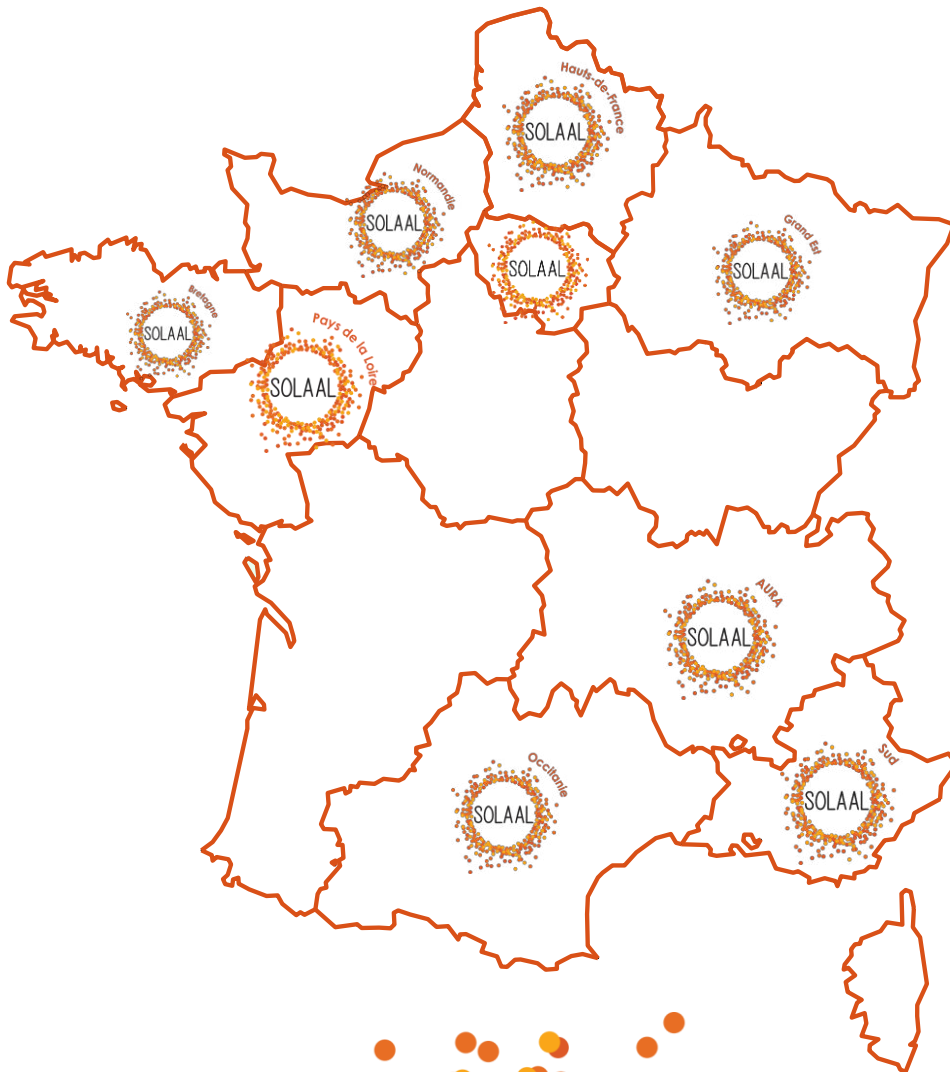 Hauts-de-France
SOLAAL
Normandie
SOLAAL
SOLAAL
Grand Est
SOLAAL
Bretagne
SOLAAL
Pays de la Loire
SOLAAL
AURA
SOLAAL
Sud
SOLAAL
Occitanie
SOLAAL